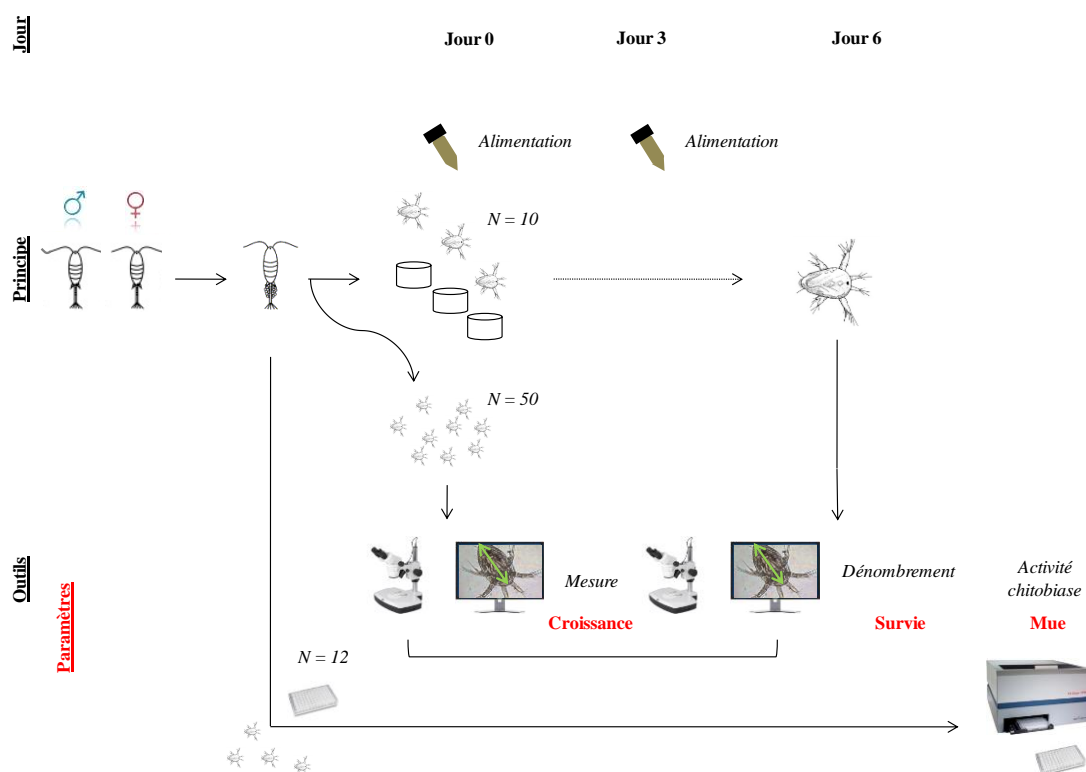 Jour
Jour 0
Jour 3
Jour 6
Alimentation
Alimentation
Principe
N = 10
N = 50
Outils
Paramètres
Mesure
Croissance
Dénombrement
Survie
Activité
chitobiase
Mue
N = 12